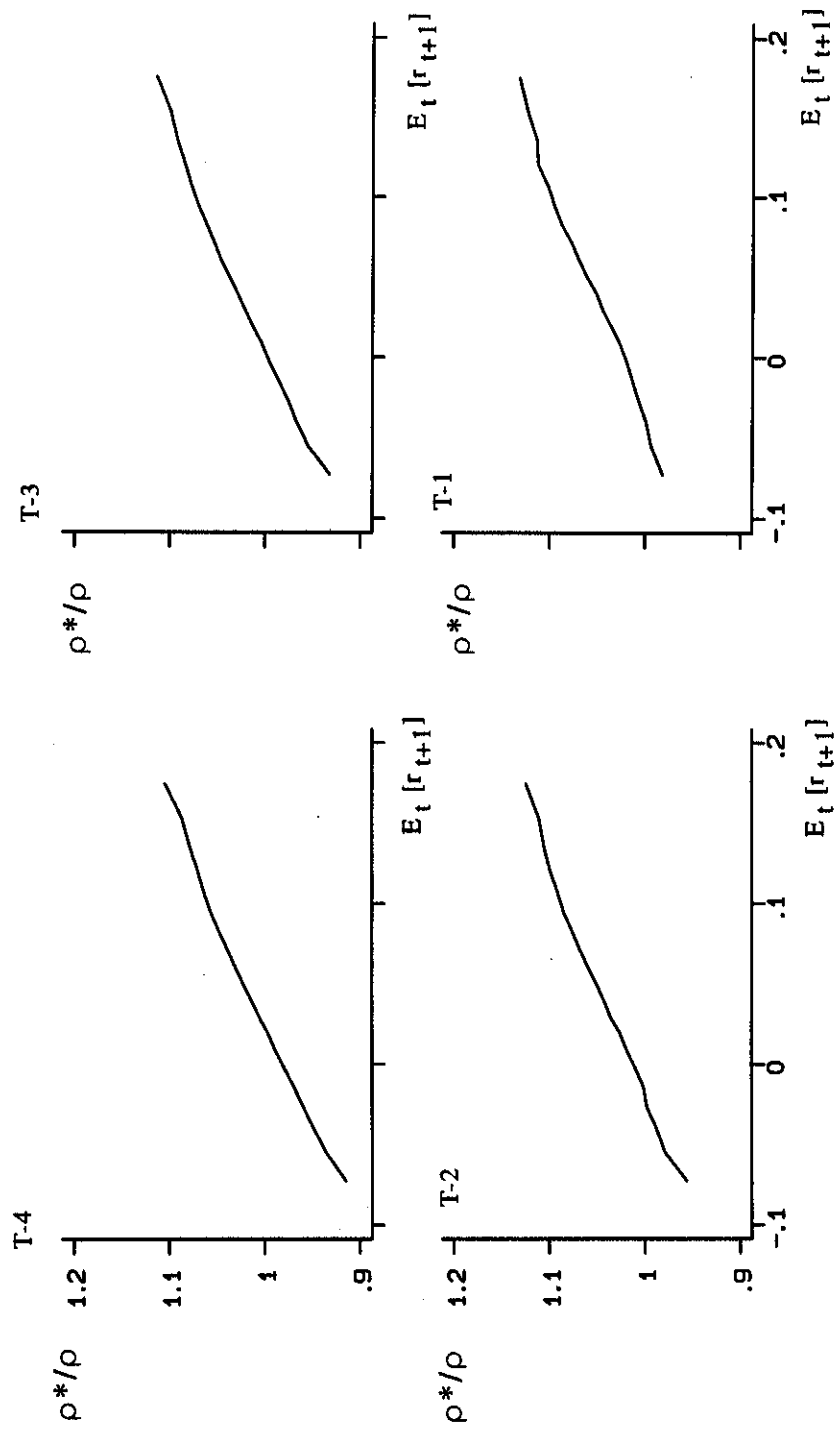 T-4
ρ*/ρ
1.2
1.1
1
.9
E_t [r_{t+1}]
T-3
ρ*/ρ
E_t [r_{t+1}]
T-2
ρ*/ρ
1.2
1.1
1
.9
-.1 0 .1 .2
E_t [r_{t+1}]
T-1
ρ*/ρ
-.1 0 .1 .2
E_t [r_{t+1}]